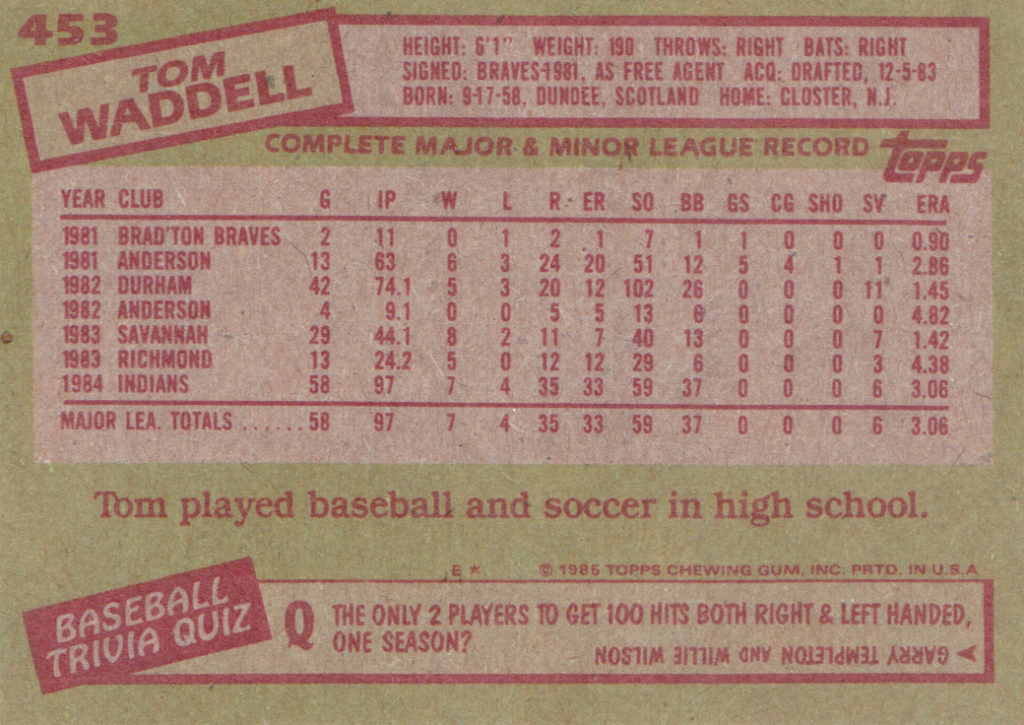 453
TOM
WADDELL
HEIGHT: 6'1" WEIGHT: 190 THROWS: RIGHT BATS: RIGHT
SIGNED: BRAVES-1981, AS FREE AGENT ACQ: DRAFTED, 12-5-83
BORN: 9-17-58, DUNDEE, SCOTLAND HOME: CLOSTER, N.J.
COMPLETE MAJOR & MINOR LEAGUE RECORD topps
YEAR CLUB G IP W L R ER SO BB GS CG SHO SV ERA
1981 BRAD'TON BRAVES 2 11 0 1 2 1 7 1 1 0 0 0 0.90
1981 ANDERSON 13 63 6 3 24 20 51 12 5 4 1 1 2.86
1982 DURHAM 42 74.1 5 3 20 12 102 26 0 0 0 11 1.45
1982 ANDERSON 4 9.1 0 0 5 5 13 6 0 0 0 0 4.82
1983 SAVANNAH 29 44.1 8 2 11 7 40 13 0 0 0 7 1.42
1983 RICHMOND 13 24.2 5 0 12 12 29 6 0 0 0 3 4.38
1984 INDIANS 58 97 7 4 35 33 59 37 0 0 0 6 3.06
MAJOR LEA. TOTALS ...... 58 97 7 4 35 33 59 37 0 0 0 6 3.06
Tom played baseball and soccer in high school.
E * © 1985 TOPPS CHEWING GUM, INC. PRTD. IN U.S.A
BASEBALL
TRIVIA QUIZ
Q THE ONLY 2 PLAYERS TO GET 100 HITS BOTH RIGHT & LEFT HANDED,
ONE SEASON?
GARRY TEMPLETON AND WILLIE WILSON